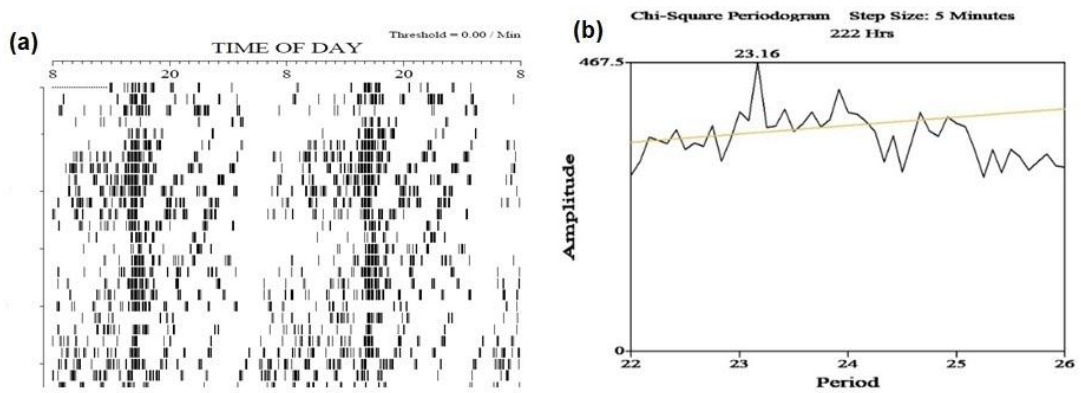 (a)
Threshold = 0.00 / Min
TIME OF DAY
8 20 8 20 8
(b)
Chi-Square Periodogram Step Size: 5 Minutes
222 Hrs
23.16
467.5
Amplitude
0
22 23 24 25 26
Period